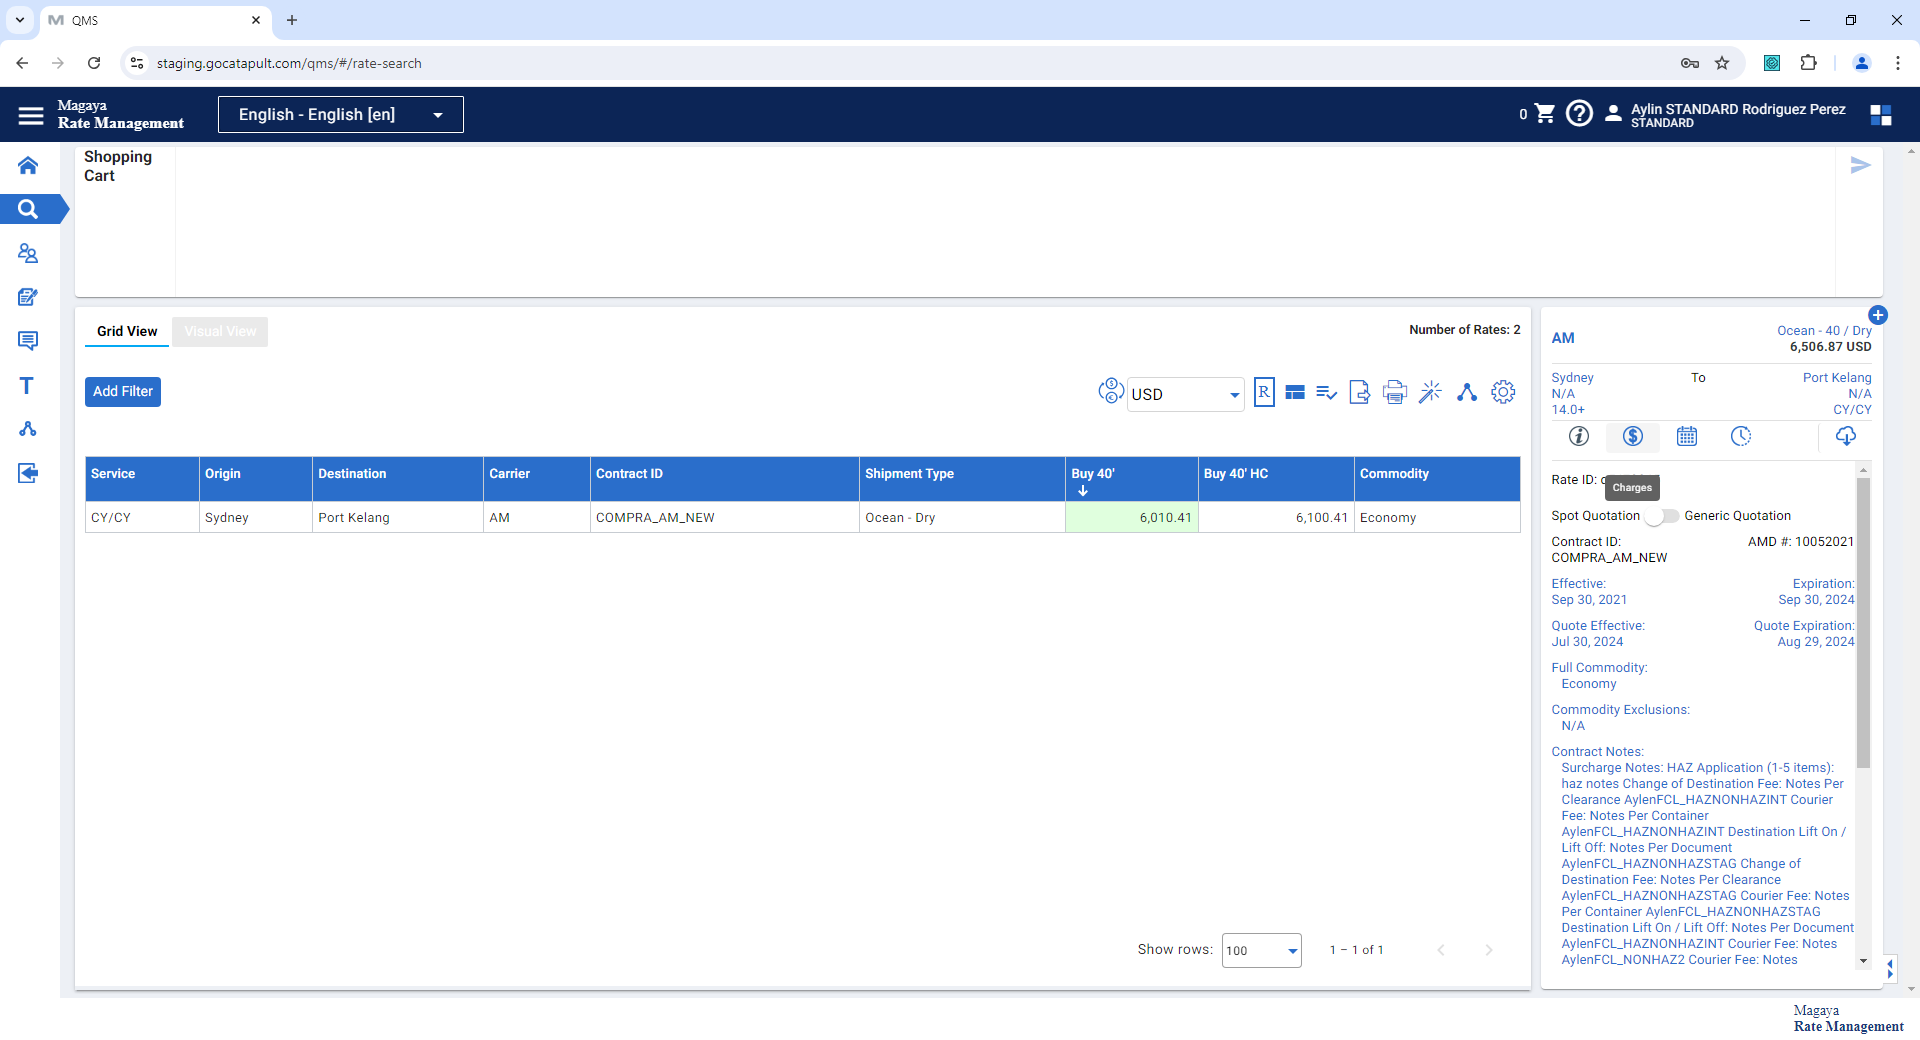 QMS
staging.gocatapult.com/qms/#/rate-search
Magaya
Rate Management
English - English [en]
0
Aylin STANDARD Rodriguez Perez
STANDARD
Shopping
Cart
Grid View
Visual View
Number of Rates: 2
Add Filter
USD
R
Service Origin Destination Carrier Contract ID Shipment Type Buy 40' Buy 40' HC Commodity
CY/CY Sydney Port Kelang AM COMPRA_AM_NEW Ocean - Dry 6,010.41 6,100.41 Economy
Show rows: 100 1 – 1 of 1
AM
Ocean - 40 / Dry
6,506.87 USD
Sydney To Port Kelang
N/A N/A
14.0+ CY/CY
Rate ID:
Charges
Spot Quotation Generic Quotation
Contract ID: AMD #: 10052021
COMPRA_AM_NEW
Effective: Expiration:
Sep 30, 2021 Sep 30, 2024
Quote Effective: Quote Expiration:
Jul 30, 2024 Aug 29, 2024
Full Commodity:
Economy
Commodity Exclusions:
N/A
Contract Notes:
Surcharge Notes: HAZ Application (1-5 items):
haz notes Change of Destination Fee: Notes Per
Clearance AylenFCL_HAZNONHAZINT Courier
Fee: Notes Per Container
AylenFCL_HAZNONHAZINT Destination Lift On /
Lift Off: Notes Per Document
AylenFCL_HAZNONHAZSTAG Change of
Destination Fee: Notes Per Clearance
AylenFCL_HAZNONHAZSTAG Courier Fee: Notes
Per Container AylenFCL_HAZNONHAZSTAG
Destination Lift On / Lift Off: Notes Per Document
AylenFCL_HAZNONHAZINT Courier Fee: Notes
AylenFCL_NONHAZ2 Courier Fee: Notes
Magaya
Rate Management